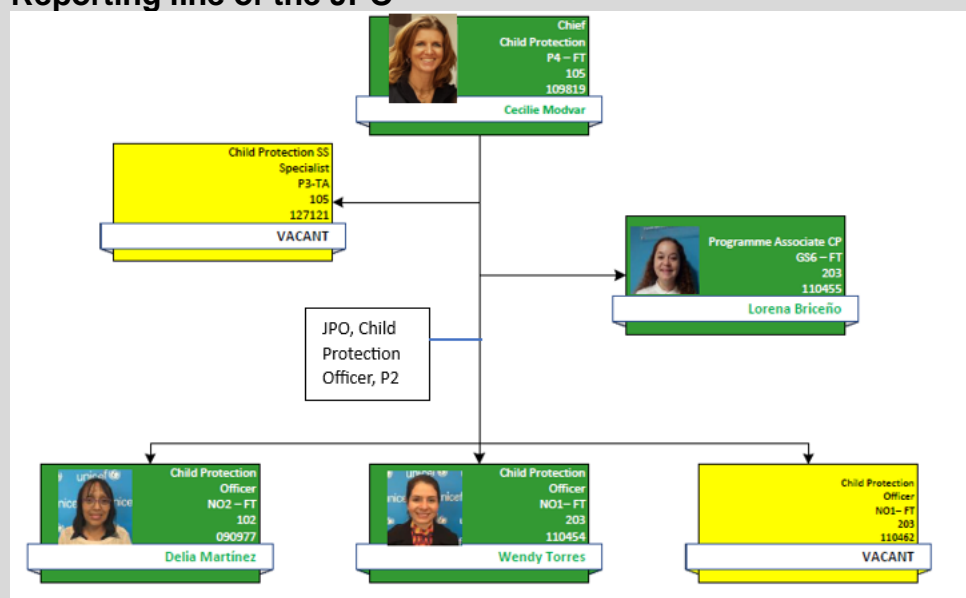 Reporting line of the JPO
Chief
Child Protection
P4 – FT
105
109819
Cecilie Modvar
Child Protection SS
Specialist
P3-TA
105
127121
VACANT
Programme Associate CP
GS6 – FT
203
110455
Lorena Briceño
JPO, Child
Protection
Officer, P2
Child Protection
Officer
NO2 – FT
102
090977
Delia Martínez
Child Protection
Officer
NO1– FT
203
110454
Wendy Torres
Child Protection
Officer
NO1– FT
203
110462
VACANT